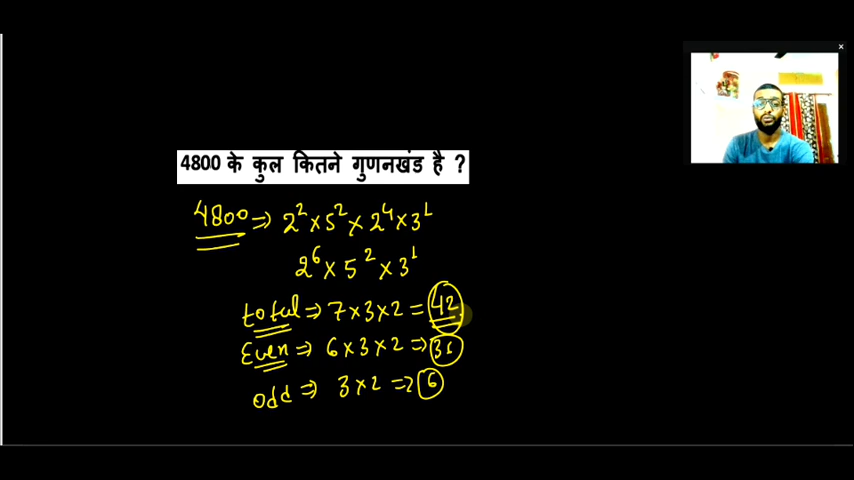 4800 के कुल कितने गुणनखंड है ?
4800 ⇒ 2² × 5² × 2⁴ × 3¹
2⁶ × 5² × 3¹
total ⇒ 7 × 3 × 2 = 42
Even ⇒ 6 × 3 × 2 ⇒
odd ⇒ 3 × 2 ⇒ 6